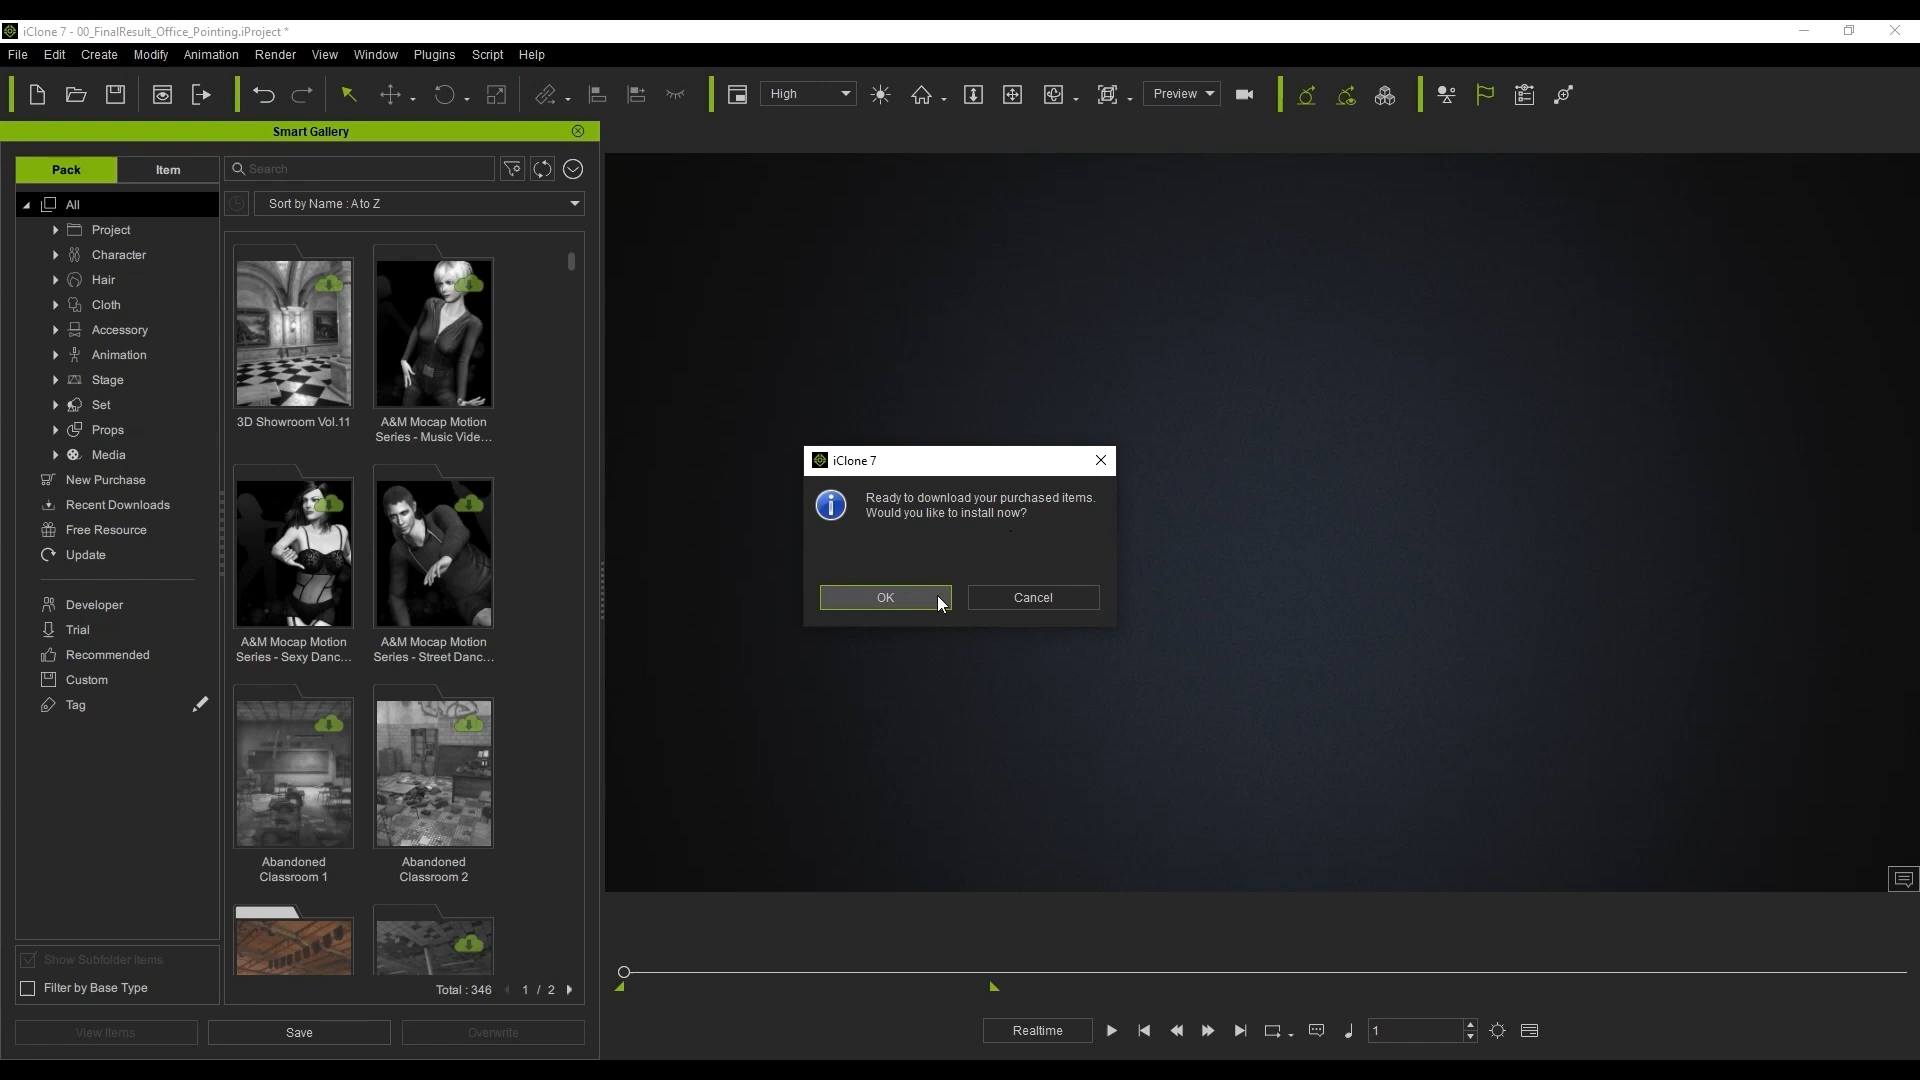 iClone 7 - 00_FinalResult_Office_Pointing.iProject *
File Edit Create Modify Animation Render View Window Plugins Script Help
High
Preview
Smart Gallery
Pack Item
Search
Sort by Name : A to Z
All
Project
Character
Hair
Cloth
Accessory
Animation
Stage
Set
Props
Media
New Purchase
Recent Downloads
Free Resource
Update
Developer
Trial
Recommended
Custom
Tag
Show Subfolder Items
Filter by Base Type
3D Showroom Vol.11
A&M Mocap Motion
Series - Music Vide...
A&M Mocap Motion
Series - Sexy Danc...
A&M Mocap Motion
Series - Street Danc...
Abandoned
Classroom 1
Abandoned
Classroom 2
Total : 346 1 / 2
View Items Save Overwrite
iClone 7
Ready to download your purchased items.
Would you like to install now?
OK Cancel
Realtime
1